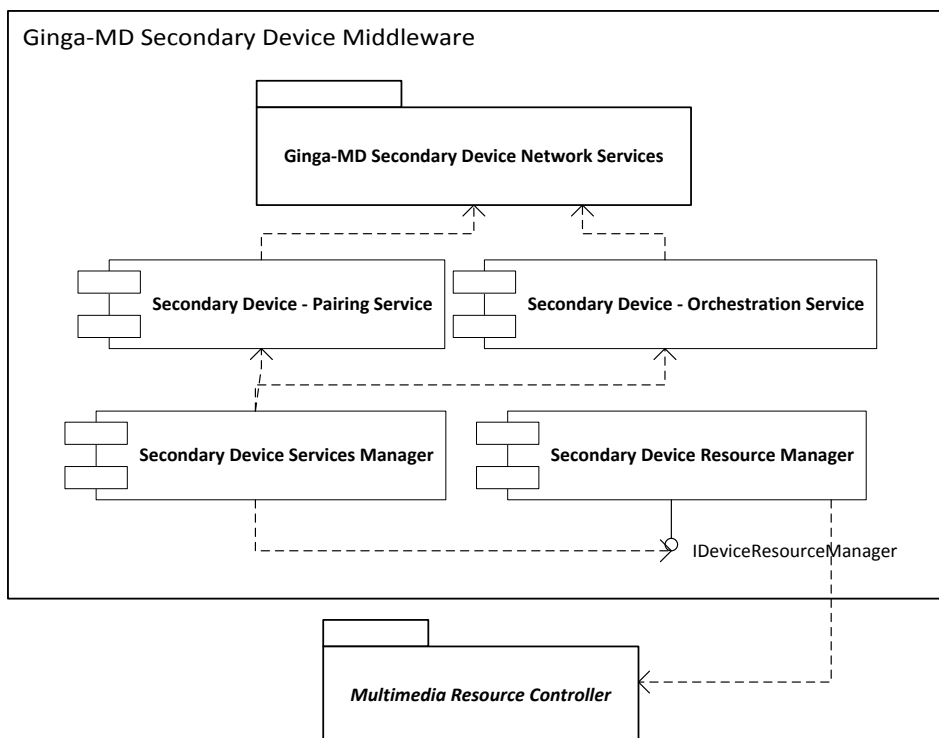 Ginga-MD Secondary Device Middleware
Ginga-MD Secondary Device Network Services
Secondary Device - Pairing Service
Secondary Device - Orchestration Service
Secondary Device Services Manager
Secondary Device Resource Manager
IDeviceResourceManager
Multimedia Resource Controller